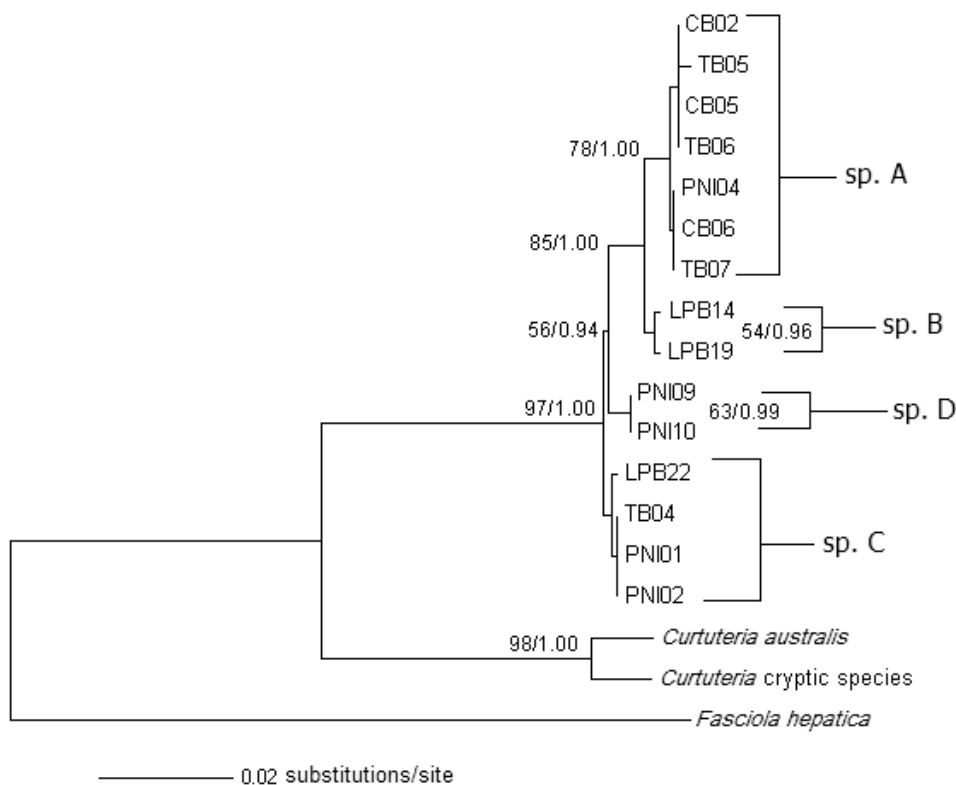 CB02
TB05
CB05
TB06
78/1.00
sp. A
PNI04
CB06
85/1.00
TB07
LPB14
sp. B
56/0.94
54/0.96
LPB19
PNI09
97/1.00
63/0.99
sp. D
PNI10
LPB22
TB04
sp. C
PNI01
PNI02
98/1.00
Curtuteria australis
Curtuteria cryptic species
Fasciola hepatica
0.02 substitutions/site